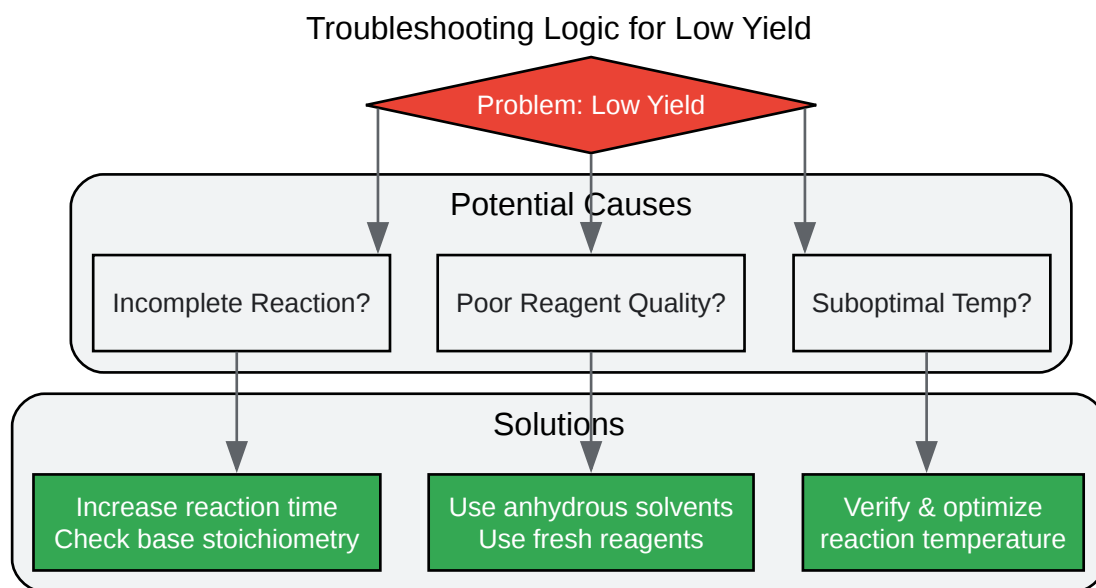 Troubleshooting Logic for Low Yield
Problem: Low Yield
Potential Causes
Incomplete Reaction?
Poor Reagent Quality?
Suboptimal Temp?
Solutions
Increase reaction time
Check base stoichiometry
Use anhydrous solvents
Use fresh reagents
Verify & optimize
reaction temperature